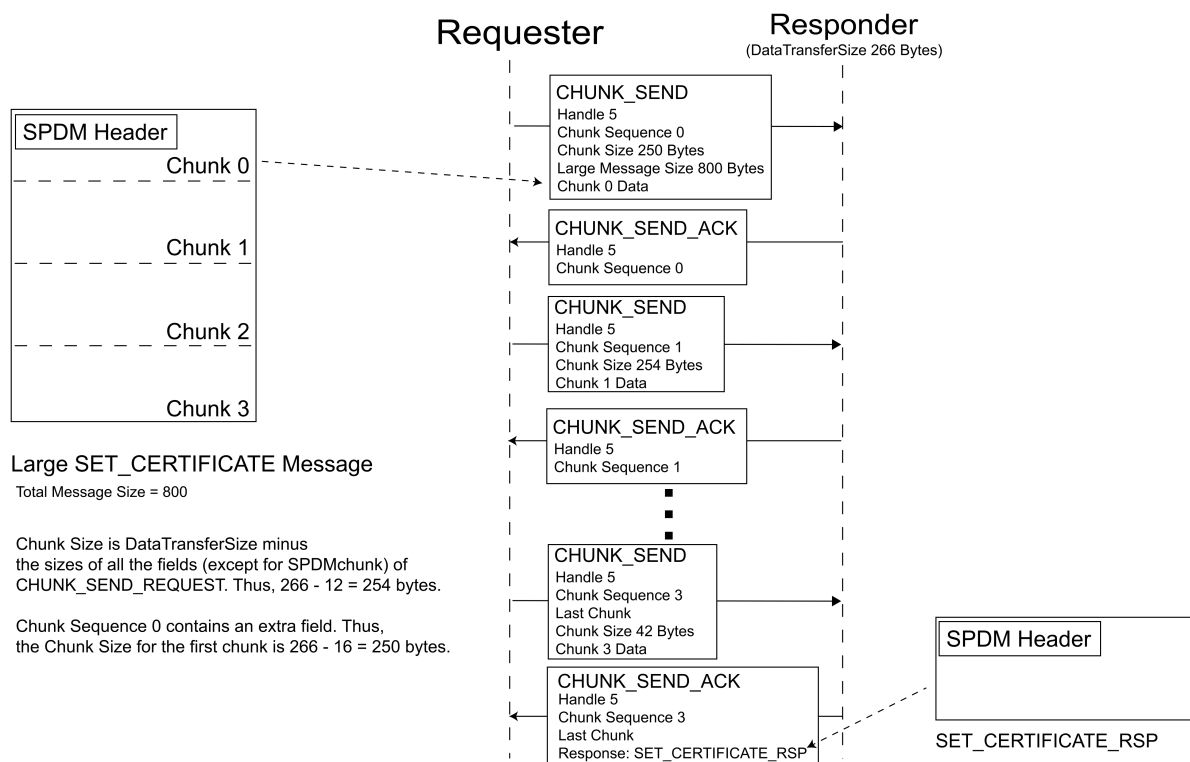 Requester
Responder
(DataTransferSize 266 Bytes)
SPDM Header
Chunk 0
Chunk 1
Chunk 2
Chunk 3
Large SET_CERTIFICATE Message
Total Message Size = 800
Chunk Size is DataTransferSize minus
the sizes of all the fields (except for SPDMchunk) of
CHUNK_SEND_REQUEST. Thus, 266 - 12 = 254 bytes.
Chunk Sequence 0 contains an extra field. Thus,
the Chunk Size for the first chunk is 266 - 16 = 250 bytes.
CHUNK_SEND
Handle 5
Chunk Sequence 0
Chunk Size 250 Bytes
Large Message Size 800 Bytes
Chunk 0 Data
CHUNK_SEND_ACK
Handle 5
Chunk Sequence 0
CHUNK_SEND
Handle 5
Chunk Sequence 1
Chunk Size 254 Bytes
Chunk 1 Data
CHUNK_SEND_ACK
Handle 5
Chunk Sequence 1
CHUNK_SEND
Handle 5
Chunk Sequence 3
Last Chunk
Chunk Size 42 Bytes
Chunk 3 Data
CHUNK_SEND_ACK
Handle 5
Chunk Sequence 3
Last Chunk
Response: SET_CERTIFICATE_RSP
SPDM Header
SET_CERTIFICATE_RSP